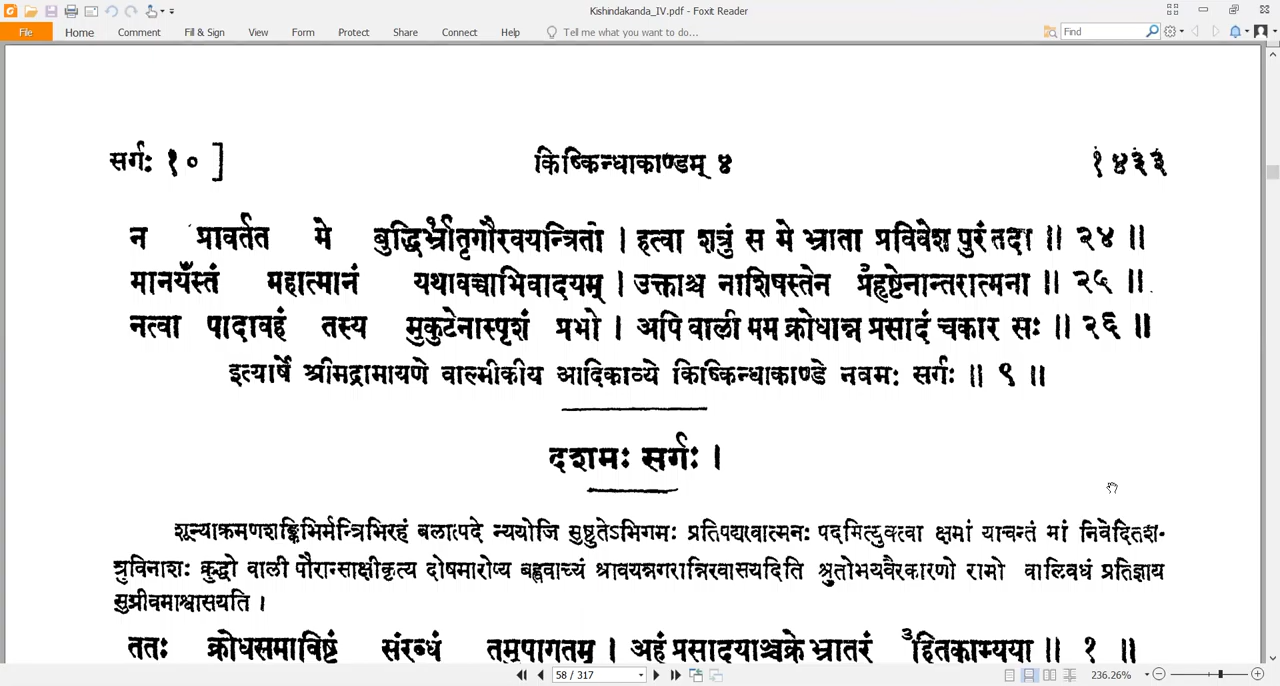 Kishindakanda_IV.pdf - Foxit Reader
File Home Comment Fill & Sign View Form Protect Share Connect Help Tell me what you want to do... Find
सर्गः १० ] किष्किन्धाकाण्डम् ४ १४३३
न प्रावर्तत मे बुद्धिर्भ्रातृगौरवयन्त्रिता । हत्वा शत्रुं स मे भ्राता प्रविवेश पुरं तदा ॥ २४ ॥
मानयँस्तं महात्मानं यथावच्चाभिवादयम् । उक्ताश्च नाशिषस्तेन प्रहृष्टेनान्तरात्मना ॥ २५ ॥
नत्वा पादावहं तस्य मुकुटेनास्पृशं प्रभो । अपि वाली मम क्रोधान्न प्रसादं चकार सः ॥ २६ ॥
इत्यार्षे श्रीमद्रामायणे वाल्मीकीय आदिकाव्ये किष्किन्धाकाण्डे नवमः सर्गः ॥ ९ ॥
दशमः सर्गः ।
शून्याक्रमणशङ्किभिर्मन्त्रिभिरहं बलात्पदे न्ययोजि सुष्ठुतेऽभिगमः प्रतिपद्यवात्मनः पदमित्युक्त्वा क्षमां याचन्तं मां निवेदितश-
त्रुविनाशः क्रुद्धो वाली पौरान्साक्षीकृत्य दोषमारोप्य बह्ववाच्यं श्रावयन्नगरान्निरवासयदिति श्रुतोभयवैरकारणो रामो वालिवधं प्रतिज्ञाय
सुग्रीवमाश्वासयति ।
ततः क्रोधसमाविष्टं संरब्धं तमुपागतम् । अहं प्रसादयाञ्चक्रे भ्रातरं ३हितकाम्यया ॥ १ ॥
58 / 317 236.26%